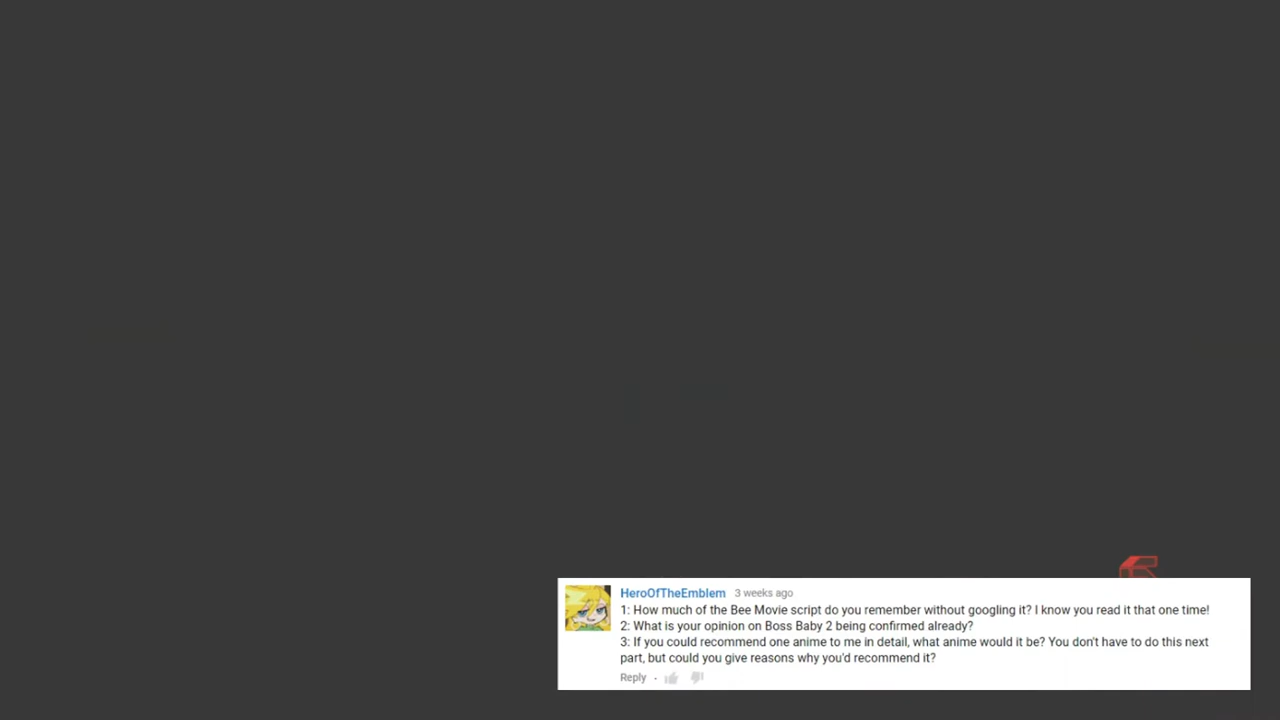 HeroOfTheEmblem 3 weeks ago
1: How much of the Bee Movie script do you remember without googling it? I know you read it that one time!
2: What is your opinion on Boss Baby 2 being confirmed already?
3: If you could recommend one anime to me in detail, what anime would it be? You don't have to do this next
part, but could you give reasons why you'd recommend it?
Reply